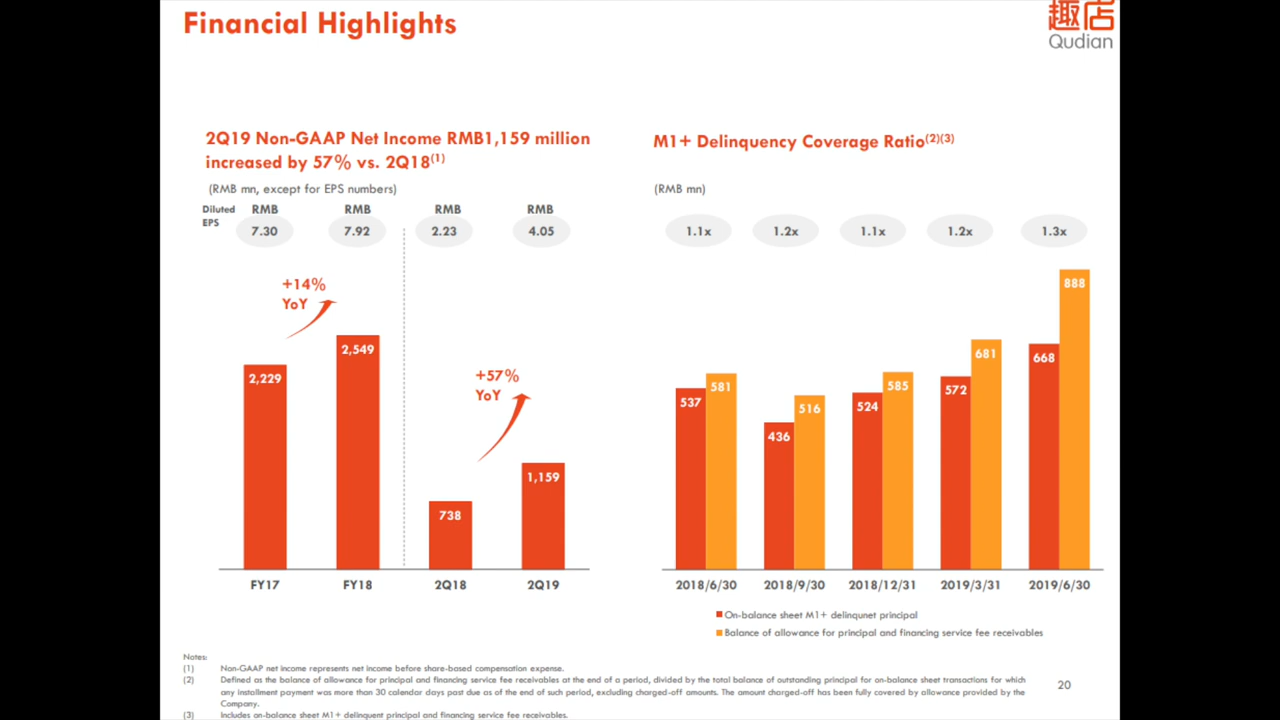 Financial Highlights
趣店
Qudian
2Q19 Non-GAAP Net Income RMB1,159 million
increased by 57% vs. 2Q18(1)
(RMB mn, except for EPS numbers)
Diluted
EPS
RMB
RMB
RMB
RMB
7.30
7.92
2.23
4.05
+14%
YoY
2,229
2,549
+57%
YoY
738
1,159
FY17
FY18
2Q18
2Q19
M1+ Delinquency Coverage Ratio(2)(3)
(RMB mn)
1.1x
1.2x
1.1x
1.2x
1.3x
537
581
436
516
524
585
572
681
668
888
2018/6/30
2018/9/30
2018/12/31
2019/3/31
2019/6/30
On-balance sheet M1+ delinqunet principal
Balance of allowance for principal and financing service fee receivables
Notes:
(1) Non-GAAP net income represents net income before share-based compensation expense.
(2) Defined as the balance of allowance for principal and financing service fee receivables at the end of a period, divided by the total balance of outstanding principal for on-balance sheet transactions for which
any installment payment was more than 30 calendar days past due as of the end of such period, excluding charged-off amounts. The amount charged-off has been fully covered by allowance provided by the
Company.
(3) Includes on-balance sheet M1+ delinquent principal and financing service fee receivables.
20